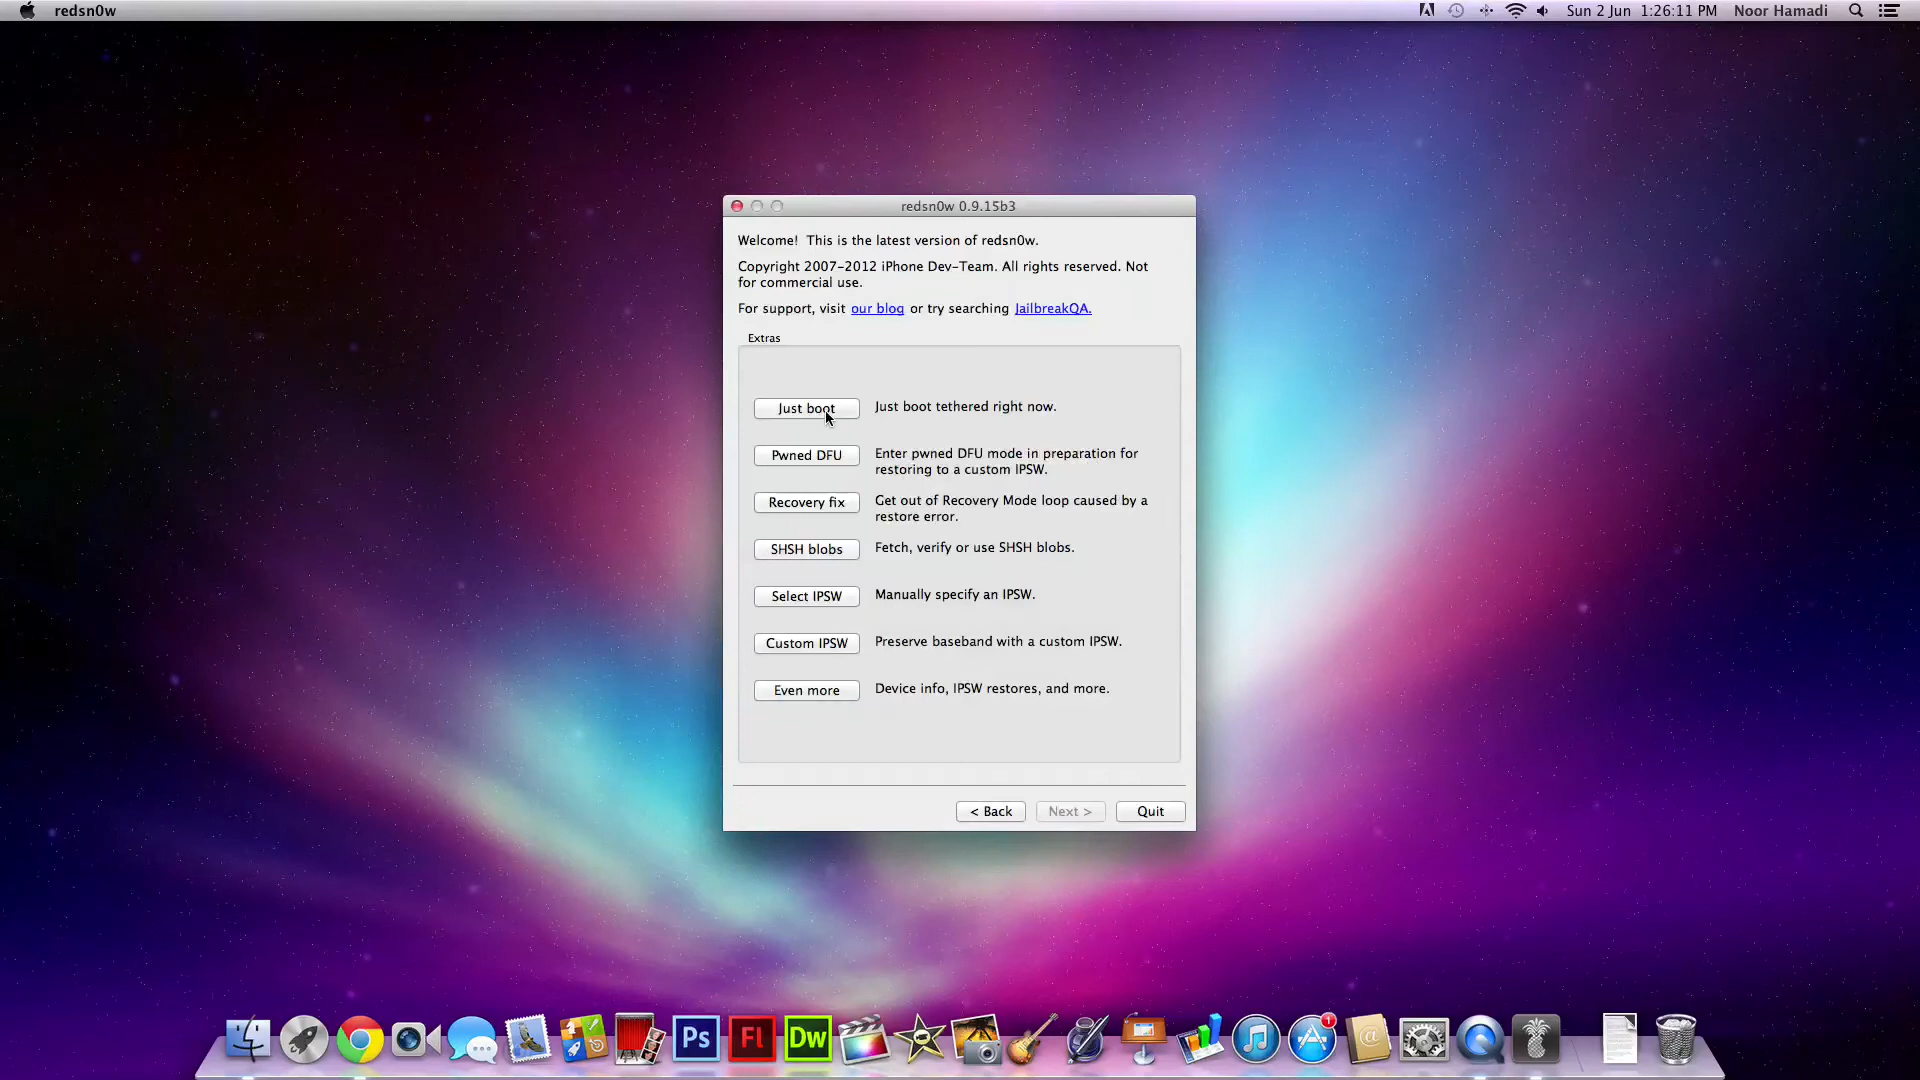 redsn0w
Sun 2 Jun 1:26:11 PM Noor Hamadi
redsn0w 0.9.15b3
Welcome! This is the latest version of redsn0w.
Copyright 2007-2012 iPhone Dev-Team. All rights reserved. Not
for commercial use.
For support, visit our blog or try searching JailbreakQA.
Extras
Just boot Just boot tethered right now.
Pwned DFU Enter pwned DFU mode in preparation for
restoring to a custom IPSW.
Recovery fix Get out of Recovery Mode loop caused by a
restore error.
SHSH blobs Fetch, verify or use SHSH blobs.
Select IPSW Manually specify an IPSW.
Custom IPSW Preserve baseband with a custom IPSW.
Even more Device info, IPSW restores, and more.
< Back Next > Quit
Ps Fl Dw 1